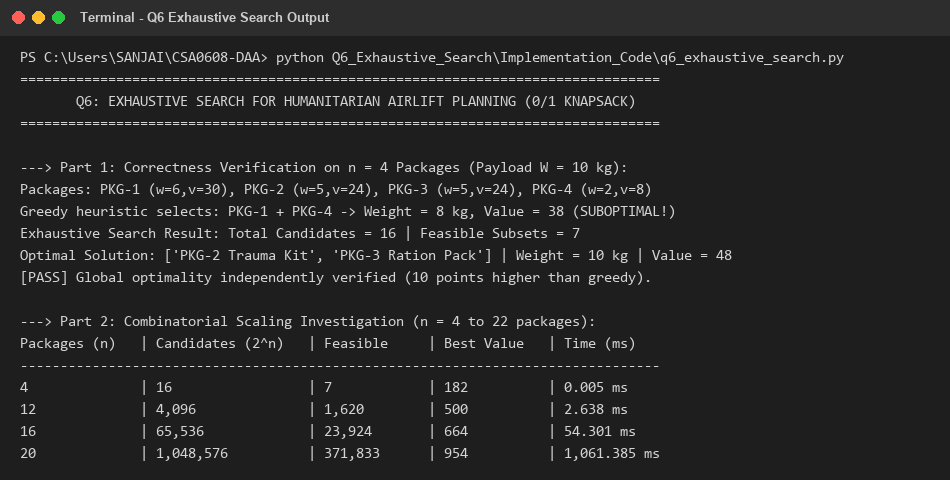 Terminal - Q6 Exhaustive Search Output
PS C:\Users\SANJAI\CSA0608-DAA> python Q6_Exhaustive_Search\Implementation_Code\q6_exhaustive_search.py
================================================================================
Q6: EXHAUSTIVE SEARCH FOR HUMANITARIAN AIRLIFT PLANNING (0/1 KNAPSACK)
================================================================================
---> Part 1: Correctness Verification on n = 4 Packages (Payload W = 10 kg):
Packages: PKG-1 (w=6,v=30), PKG-2 (w=5,v=24), PKG-3 (w=5,v=24), PKG-4 (w=2,v=8)
Greedy heuristic selects: PKG-1 + PKG-4 -> Weight = 8 kg, Value = 38 (SUBOPTIMAL!)
Exhaustive Search Result: Total Candidates = 16 | Feasible Subsets = 7
Optimal Solution: ['PKG-2 Trauma Kit', 'PKG-3 Ration Pack'] | Weight = 10 kg | Value = 48
[PASS] Global optimality independently verified (10 points higher than greedy).
---> Part 2: Combinatorial Scaling Investigation (n = 4 to 22 packages):
Packages (n)   | Candidates (2^n)   | Feasible     | Best Value   | Time (ms)
--------------------------------------------------------------------------------
4              | 16                 | 7            | 182          | 0.005 ms
12             | 4,096              | 1,620        | 500          | 2.638 ms
16             | 65,536             | 23,924       | 664          | 54.301 ms
20             | 1,048,576          | 371,833      | 954          | 1,061.385 ms